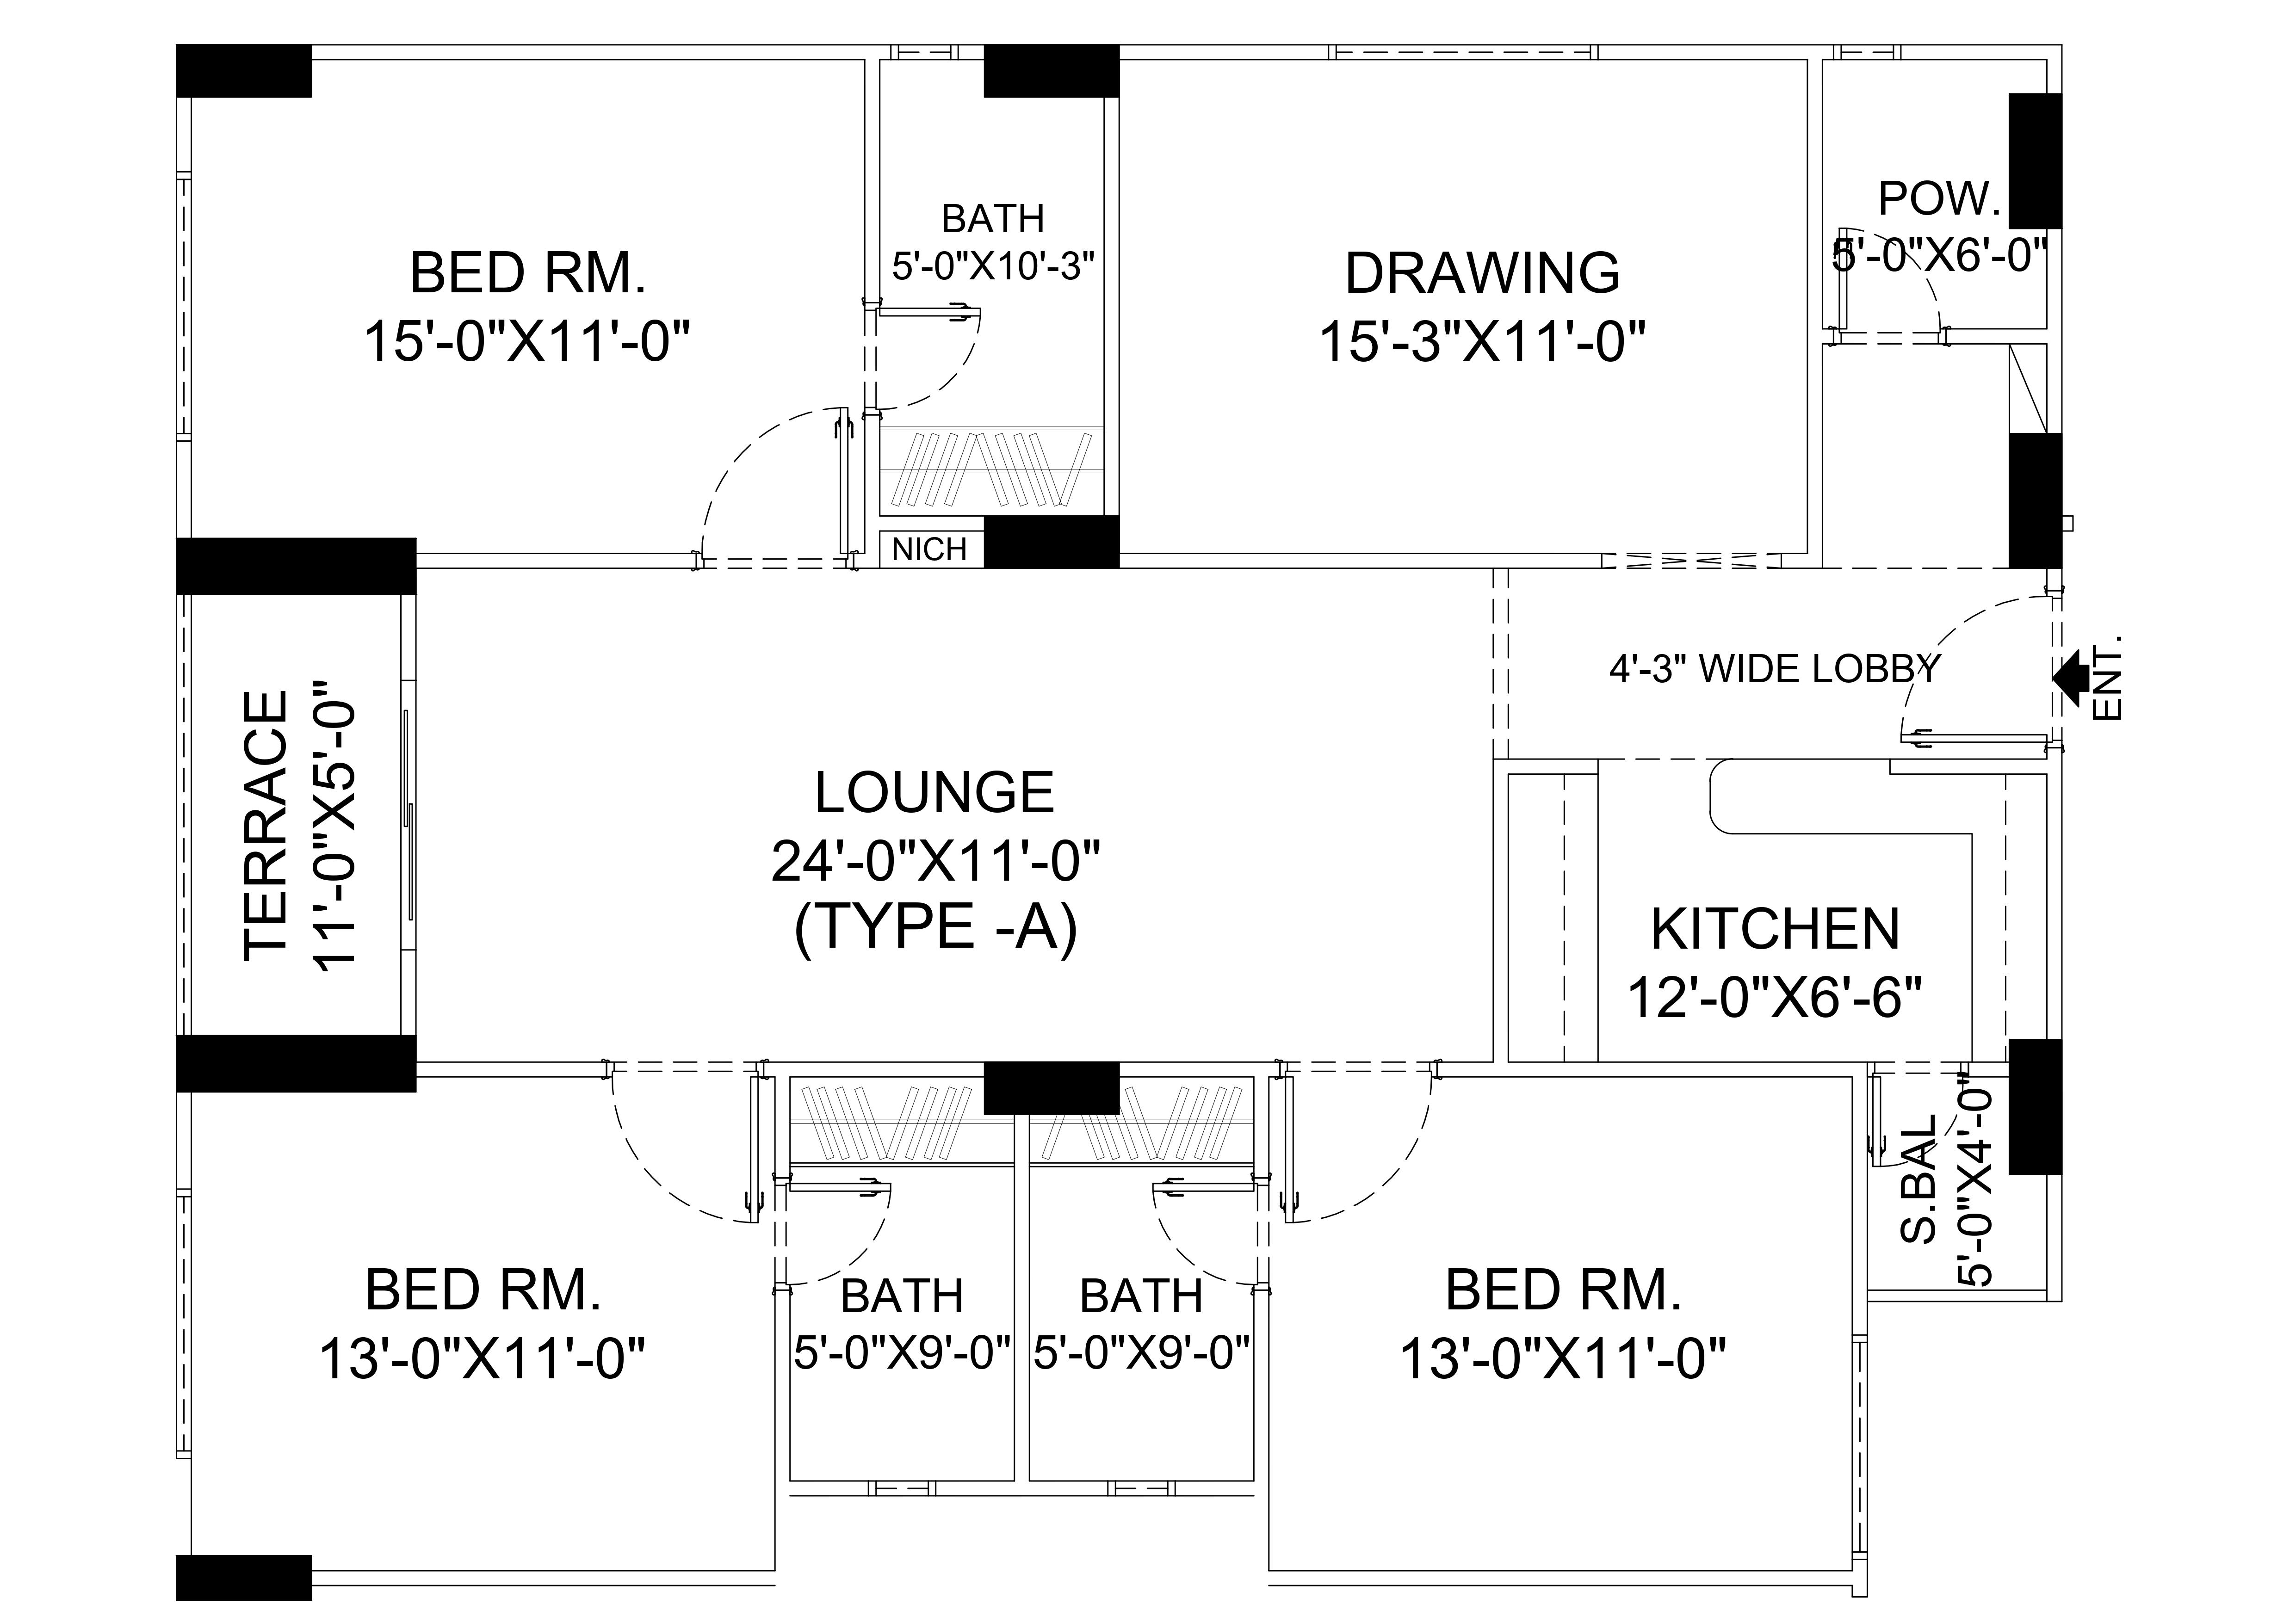 BED RM.
15'-0"X11'-0"
BATH
5'-0"X10'-3"
NICH
DRAWING
15'-3"X11'-0"
POW.
5'-0"X6'-0"
4'-3" WIDE LOBBY
ENT.
TERRACE
11'-0"X5'-0"
LOUNGE
24'-0"X11'-0"
(TYPE -A)
KITCHEN
12'-0"X6'-6"
S.BAL
5'-0"X4'-0"
BED RM.
13'-0"X11'-0"
BATH
5'-0"X9'-0"
BATH
5'-0"X9'-0"
BED RM.
13'-0"X11'-0"